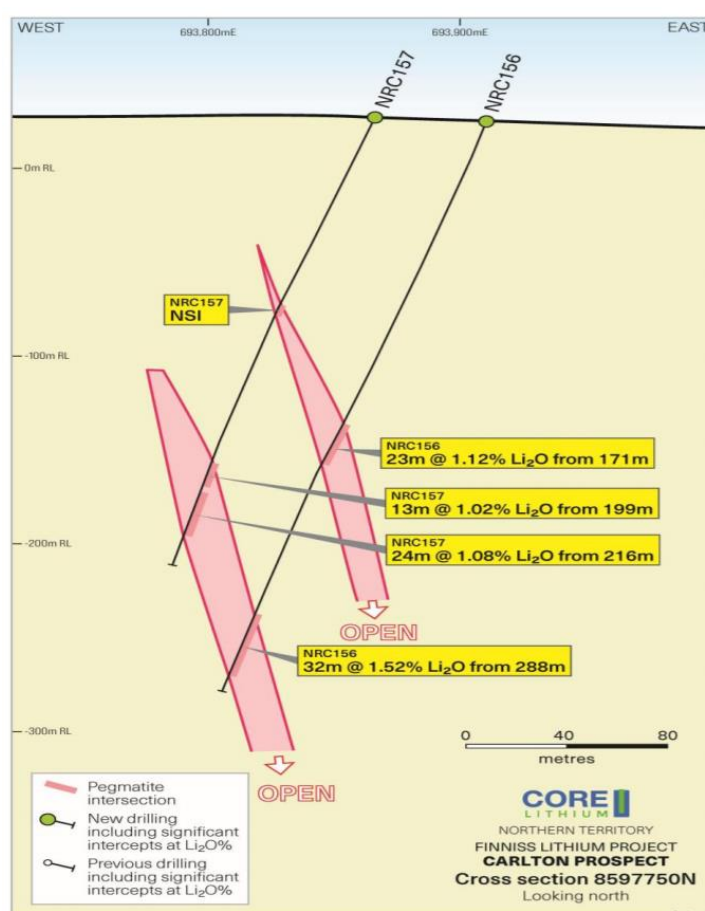 WEST
693,800mE
693,900mE
EAST
NRC157
NRC156
0m RL
NRC157
NSI
-100m RL
NRC156
23m @ 1.12% Li₂O from 171m
NRC157
13m @ 1.02% Li₂O from 199m
-200m RL
NRC157
24m @ 1.08% Li₂O from 216m
OPEN
NRC156
32m @ 1.52% Li₂O from 288m
-300m RL
0 40 80
metres
OPEN
Pegmatite
intersection
New drilling
including significant
intercepts at Li₂O%
Previous drilling
including significant
intercepts at Li₂O%
CORE
LITHIUM
NORTHERN TERRITORY
FINNISS LITHIUM PROJECT
CARLTON PROSPECT
Cross section 8597750N
Looking north